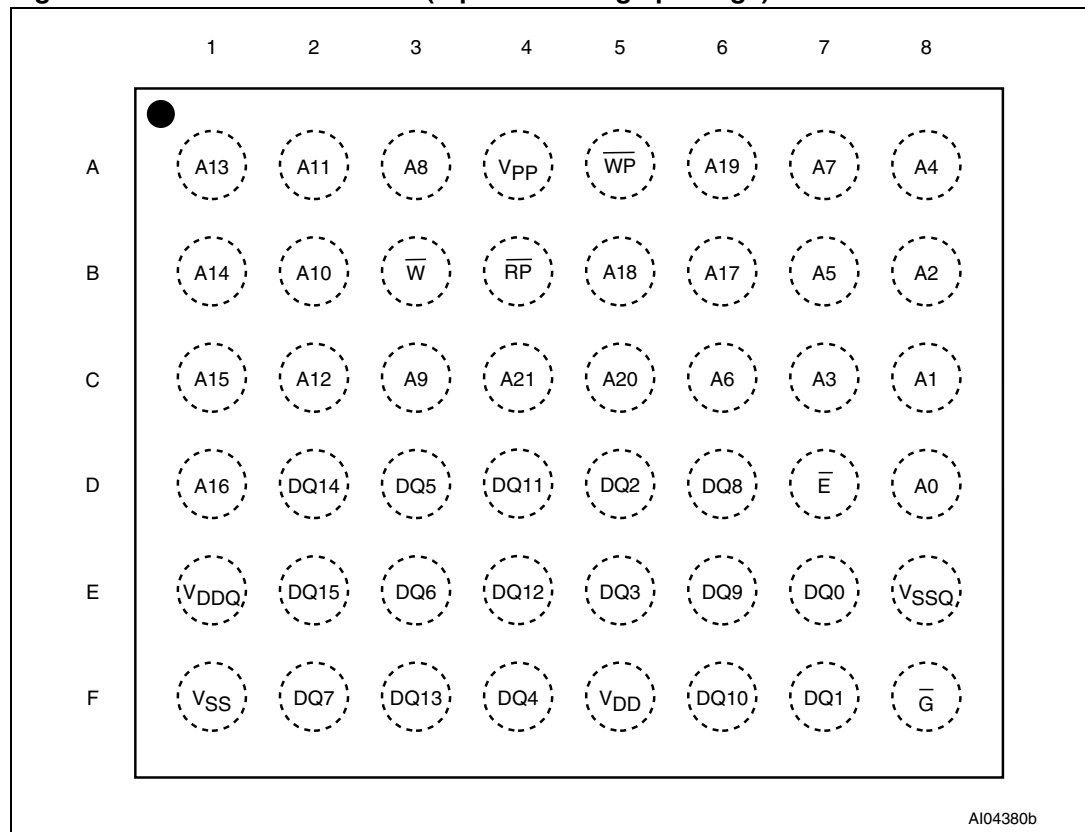 1 2 3 4 5 6 7 8
A A13 A11 A8 VPP W̅P̅ A19 A7 A4
B A14 A10 W̅ R̅P̅ A18 A17 A5 A2
C A15 A12 A9 A21 A20 A6 A3 A1
D A16 DQ14 DQ5 DQ11 DQ2 DQ8 E̅ A0
E VDDQ DQ15 DQ6 DQ12 DQ3 DQ9 DQ0 VSSQ
F VSS DQ7 DQ13 DQ4 VDD DQ10 DQ1 G̅
AI04380b